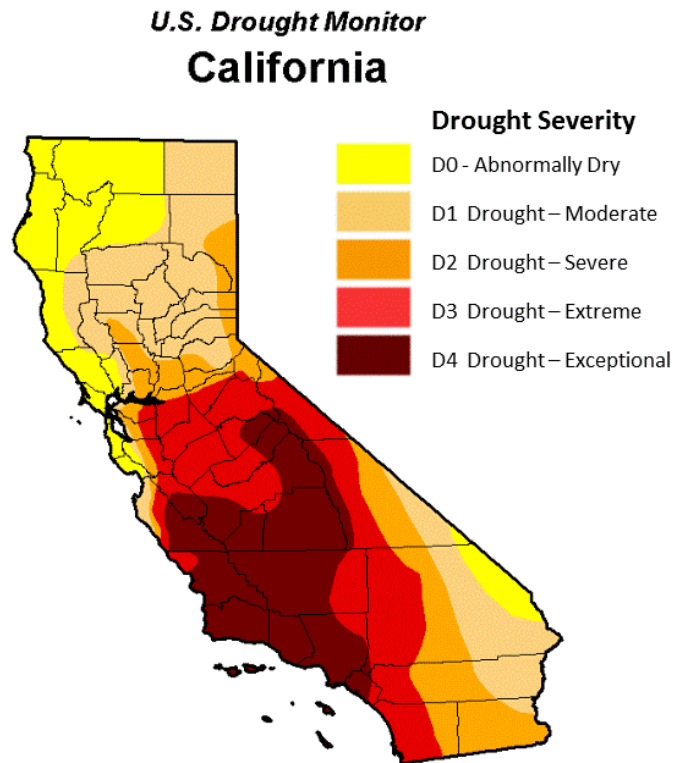 U.S. Drought Monitor
California
Drought Severity
D0 - Abnormally Dry
D1 Drought – Moderate
D2 Drought – Severe
D3 Drought – Extreme
D4 Drought – Exceptional